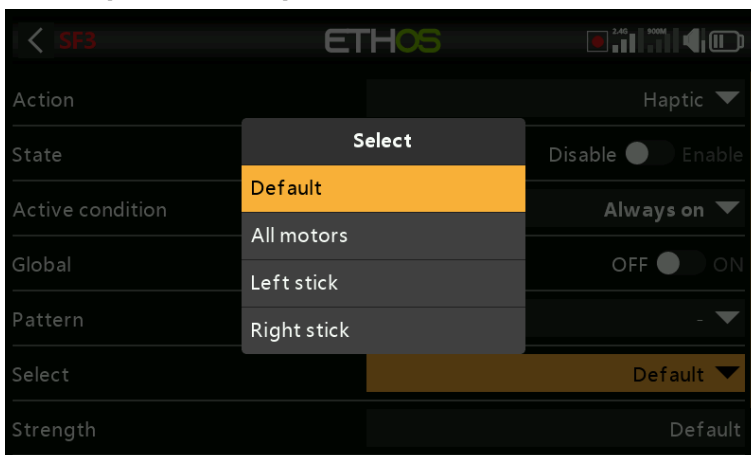 SF3 ETHOS 2.4G 900M
Action Haptic
Select
State Disable Enable
Default
Active condition Always on
All motors
Global OFF ON
Left stick
Pattern -
Right stick
Select Default
Strength Default